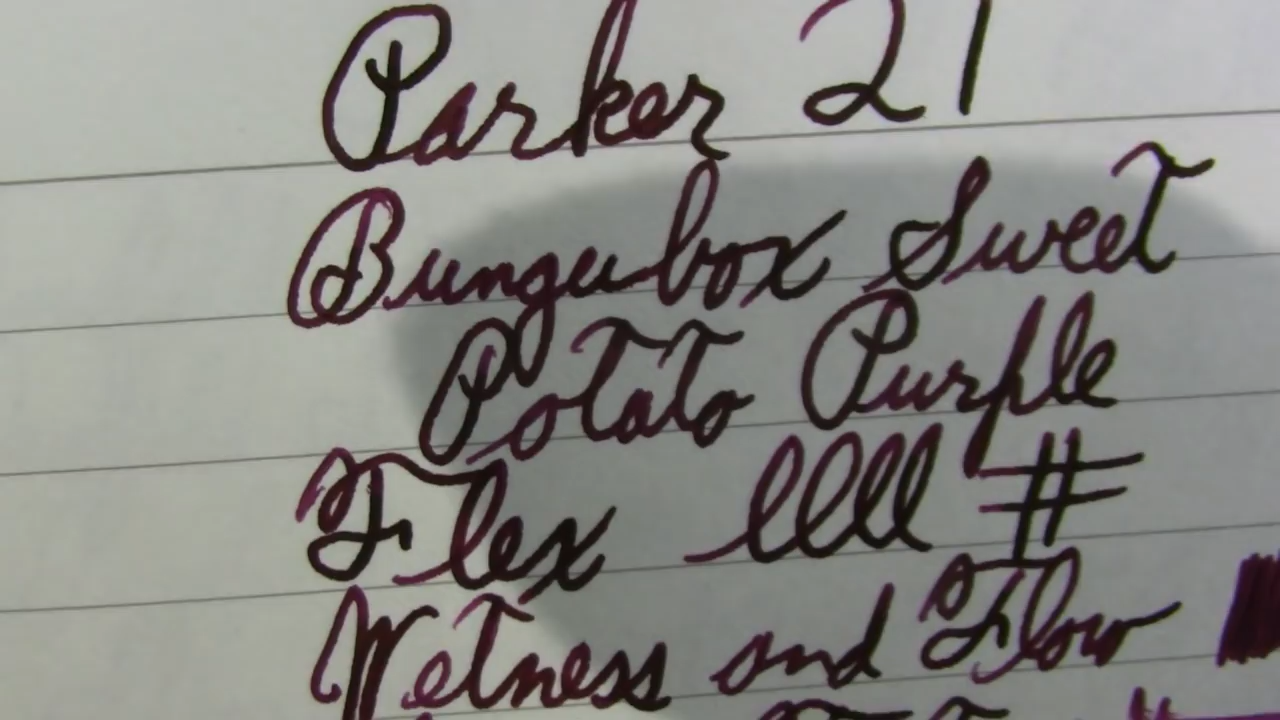 Parker 21
Bungubox Sweet
Potato Purple
Flex llll #
Wetness and Flow